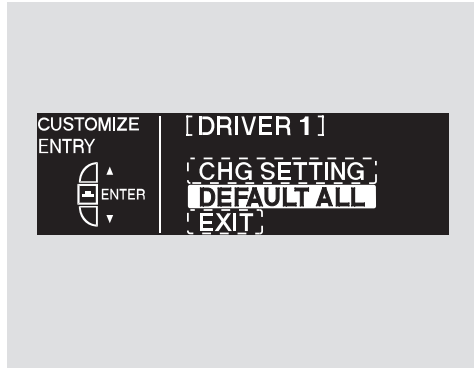 CUSTOMIZE
ENTRY
ENTER
[DRIVER 1]
CHG SETTING
DEFAULT ALL
EXIT